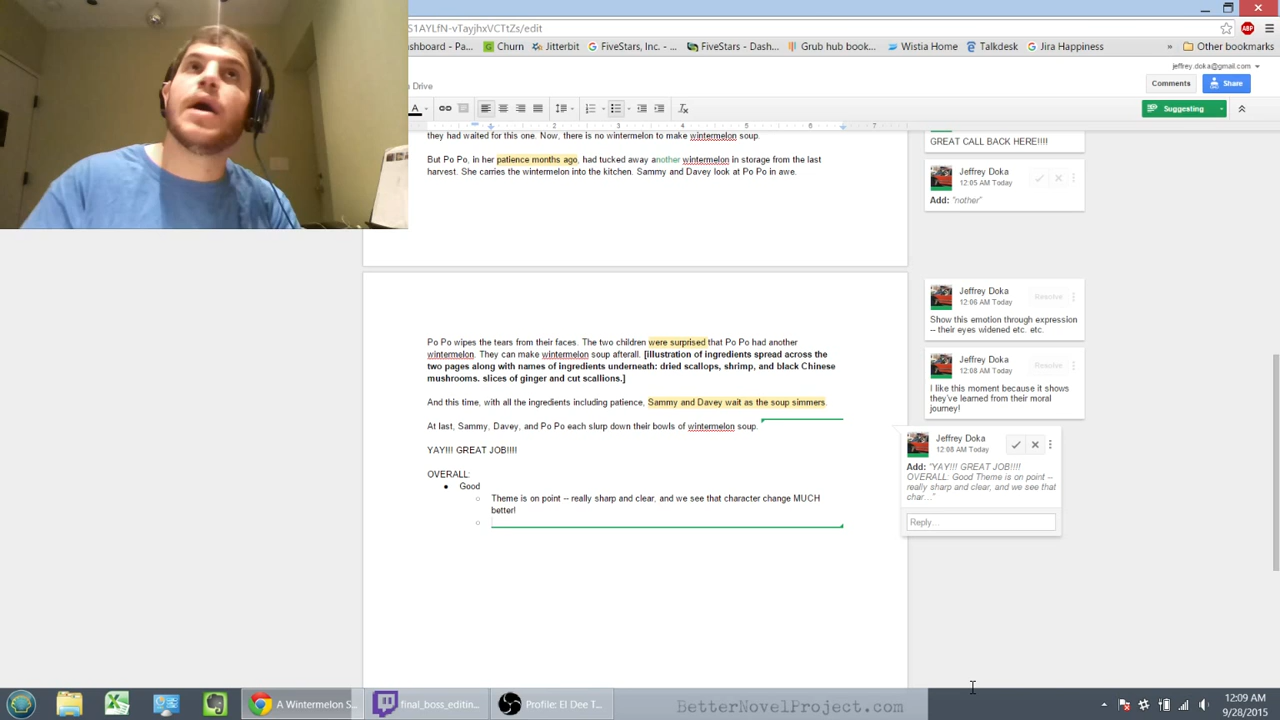 S1AYLfN-vTayjhxVCTtZs/edit
ABP
ashboard - Pa... Churn Jitterbit FiveStars, Inc. - ... FiveStars - Dash... Grub hub book... Wistia Home Talkdesk Jira Happiness » Other bookmarks
jeffrey.doka@gmail.com
n Drive
Comments Share
A Suggesting
1 2 3 4 5 6 7
they had waited for this one. Now, there is no wintermelon to make wintermelon soup.
But Po Po, in her patience months ago, had tucked away another wintermelon in storage from the last
harvest. She carries the wintermelon into the kitchen. Sammy and Davey look at Po Po in awe.
GREAT CALL BACK HERE!!!!
Jeffrey Doka
12:05 AM Today
Add: "nother"
Po Po wipes the tears from their faces. The two children were surprised that Po Po had another
wintermelon. They can make wintermelon soup afterall. [illustration of ingredients spread across the
two pages along with names of ingredients underneath: dried scallops, shrimp, and black Chinese
mushrooms. slices of ginger and cut scallions.]
And this time, with all the ingredients including patience, Sammy and Davey wait as the soup simmers.
At last, Sammy, Davey, and Po Po each slurp down their bowls of wintermelon soup.
YAY!!! GREAT JOB!!!!
OVERALL:
Good
Theme is on point -- really sharp and clear, and we see that character change MUCH
better!
Jeffrey Doka
12:06 AM Today
Resolve
Show this emotion through expression
-- their eyes widened etc. etc.
Jeffrey Doka
12:08 AM Today
Resolve
I like this moment because it shows
they've learned from their moral
journey!
Jeffrey Doka
12:08 AM Today
Add: "YAY!!! GREAT JOB!!!!
OVERALL: Good Theme is on point --
really sharp and clear, and we see that
char..."
Reply...
A Wintermelon S... final_boss_editin... Profile: El Dee T... BetterNovelProject.com
12:09 AM
9/28/2015